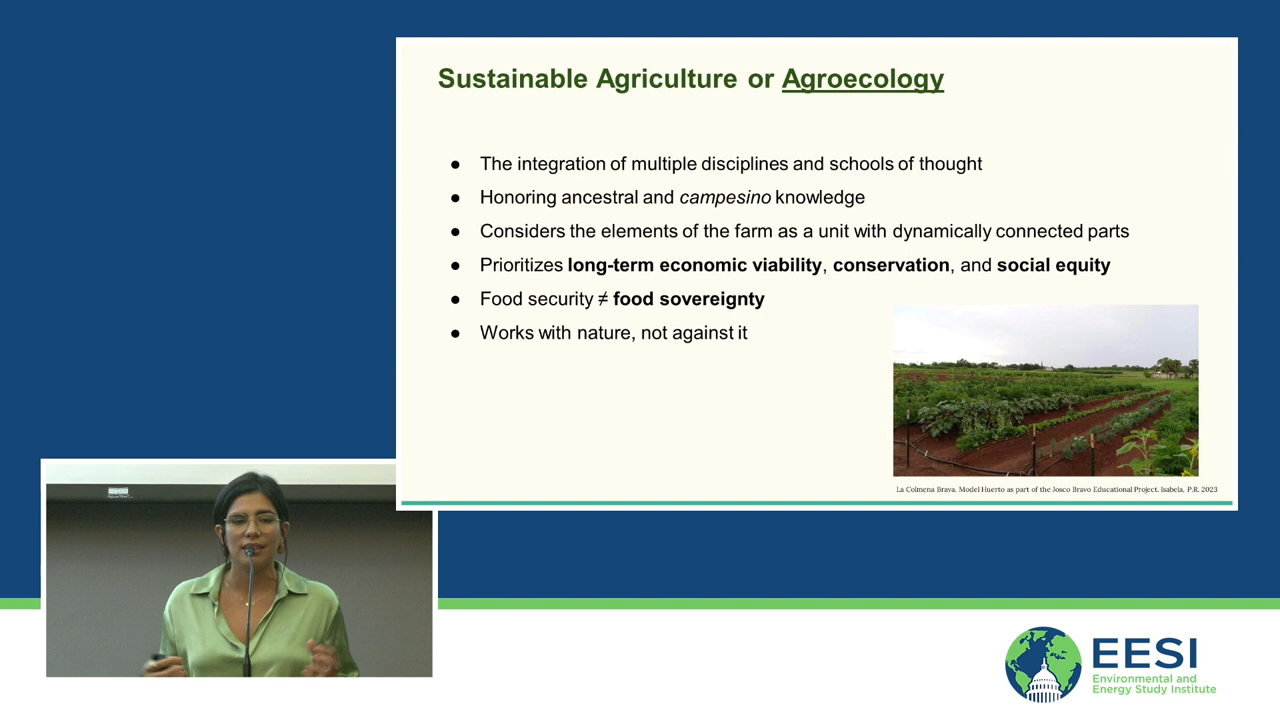 Sustainable Agriculture or Agroecology
● The integration of multiple disciplines and schools of thought
● Honoring ancestral and campesino knowledge
● Considers the elements of the farm as a unit with dynamically connected parts
● Prioritizes long-term economic viability, conservation, and social equity
● Food security ≠ food sovereignty
● Works with nature, not against it
La Colmena Brava. Model Huerto as part of the Josco Bravo Educational Project. Isabela, P.R. 2023
EESI
Environmental and
Energy Study Institute